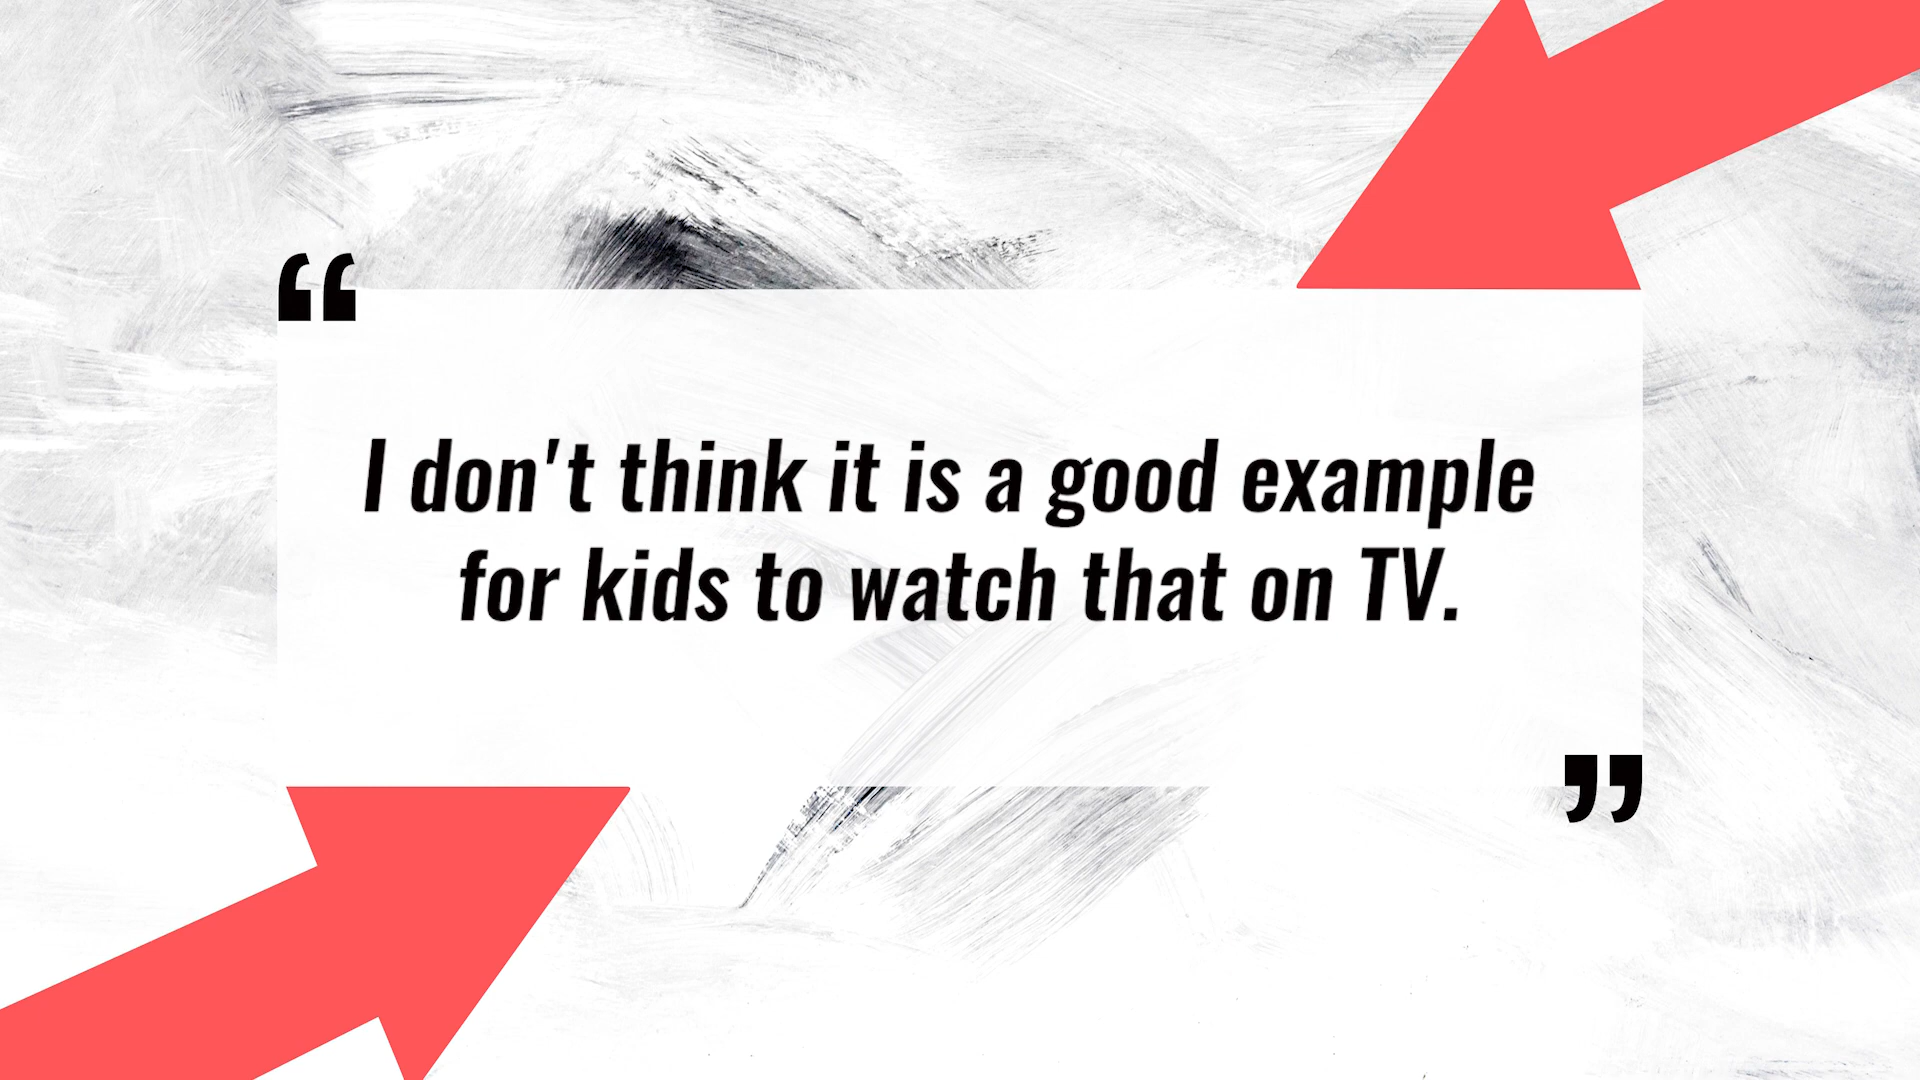 “
I don't think it is a good example
for kids to watch that on TV.
”